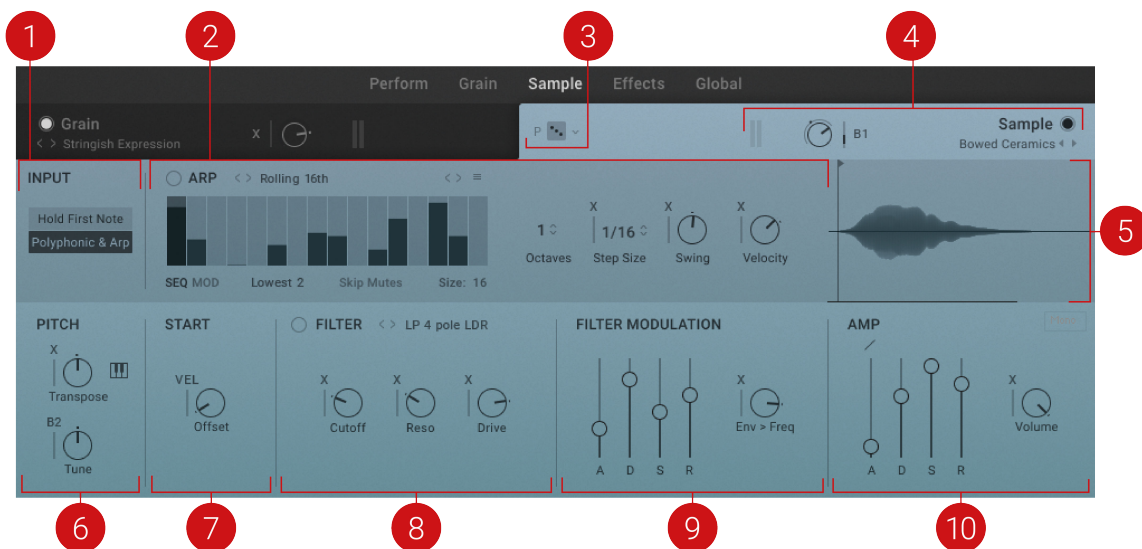 1 2 3 4
Perform Grain Sample Effects Global
Grain X P B1 Sample
Stringish Expression Bowed Ceramics
INPUT ARP Rolling 16th
Hold First Note
Polyphonic & Arp
X X X
1 1/16
Octaves Step Size Swing Velocity
SEQ MOD Lowest 2 Skip Mutes Size: 16
5
PITCH START FILTER LP 4 pole LDR FILTER MODULATION AMP
X VEL X X X X X
Transpose Offset Cutoff Reso Drive Env > Freq Volume
B2
Tune A D S R A D S R
6 7 8 9 10